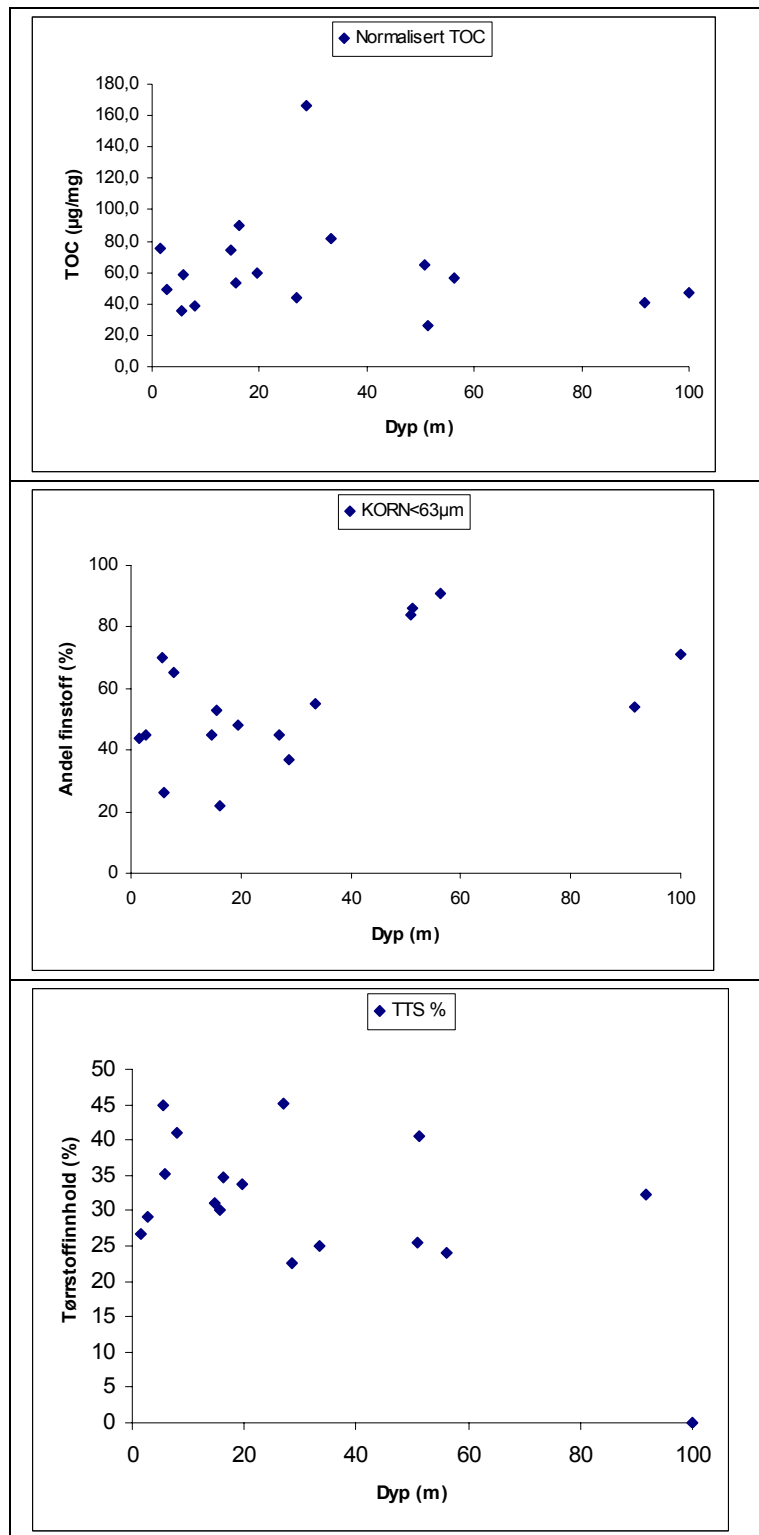 Normalisert TOC
180,0
160,0
140,0
120,0
100,0
80,0
60,0
40,0
20,0
0,0
TOC (µg/mg)
0 20 40 60 80 100
Dyp (m)
KORN<63µm
100
80
60
40
20
0
Andel finstoff (%)
0 20 40 60 80 100
Dyp (m)
TTS %
50
45
40
35
30
25
20
15
10
5
0
Tørrstoffinnhold (%)
0 20 40 60 80 100
Dyp (m)